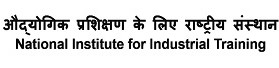 औद्योगिक प्रशिक्षण के लिए राष्ट्रीय संस्थान
National Institute for Industrial Training